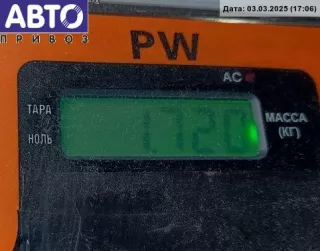 АВТО
ПРИВОЗ
Дата: 03.03.2025 (17:06)
PW
AC
ТАРА
НОЛЬ
1.720
МАССА
(КГ)